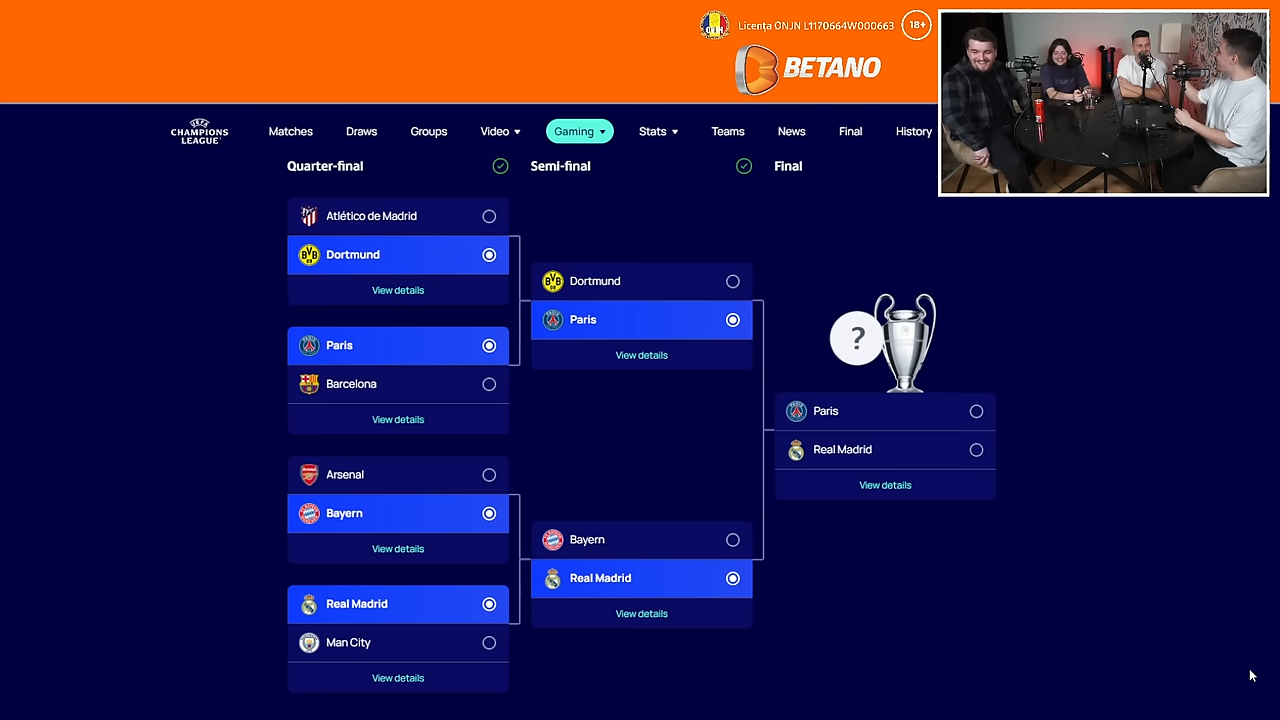 Licența ONJN L1170664W000663
18+
BETANO
UEFA
CHAMPIONS
LEAGUE
Matches
Draws
Groups
Video
Gaming
Stats
Teams
News
Final
History
Quarter-final
Semi-final
Final
Atlético de Madrid
Dortmund
View details
Paris
Barcelona
View details
Arsenal
Bayern
View details
Real Madrid
Man City
View details
Dortmund
Paris
View details
Bayern
Real Madrid
View details
?
Paris
Real Madrid
View details